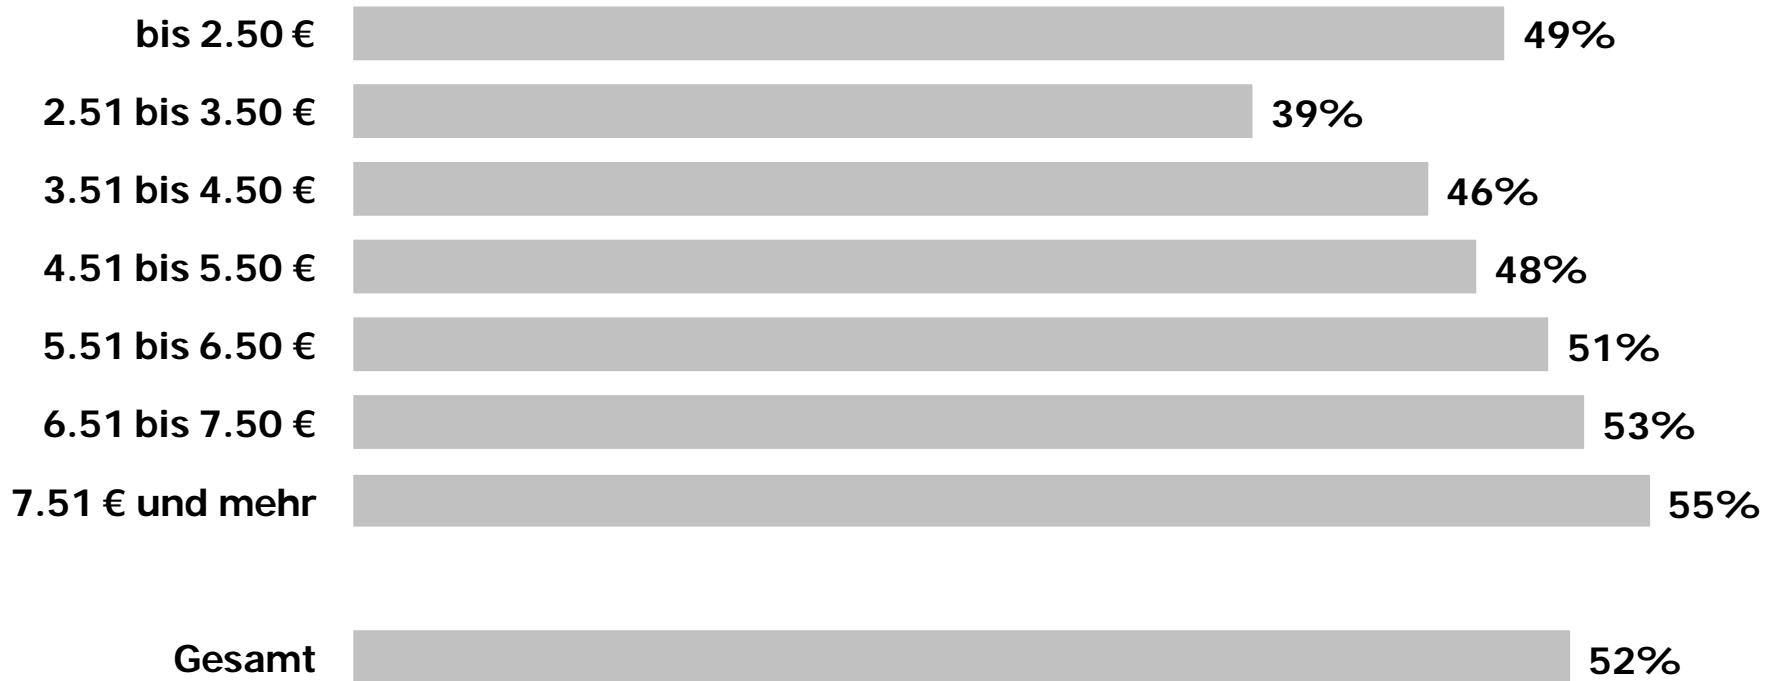 bis 2.50 € 49%
2.51 bis 3.50 € 39%
3.51 bis 4.50 € 46%
4.51 bis 5.50 € 48%
5.51 bis 6.50 € 51%
6.51 bis 7.50 € 53%
7.51 € und mehr 55%
Gesamt 52%